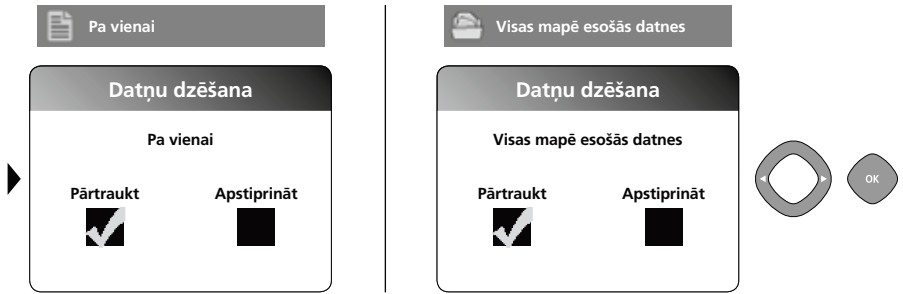 Pa vienai
Datņu dzēšana
Pa vienai
Pārtraukt
Apstiprināt
Visas mapē esošās datnes
Datņu dzēšana
Visas mapē esošās datnes
Pārtraukt
Apstiprināt
OK